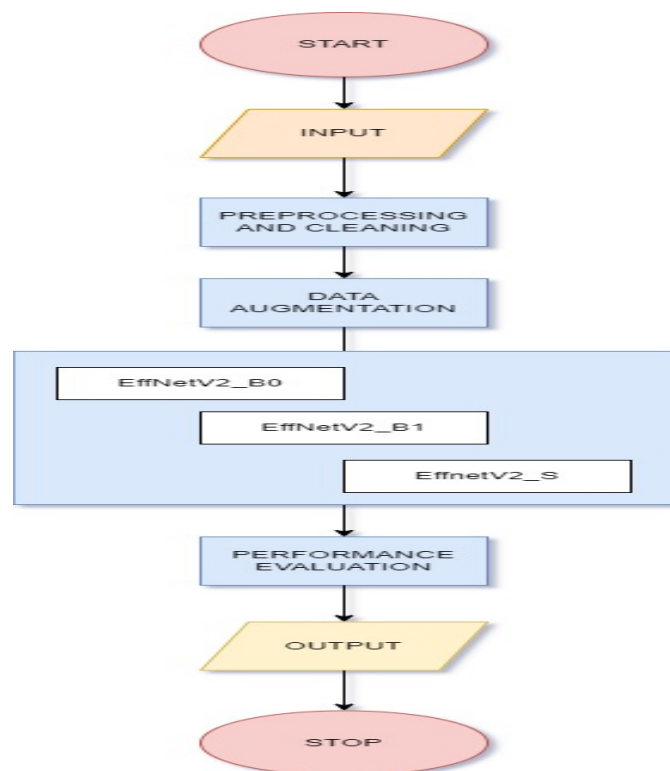 START
INPUT
PREPROCESSING
AND CLEANING
DATA
AUGMENTATION
EffNetV2_B0
EffNetV2_B1
EffnetV2_S
PERFORMANCE
EVALUATION
OUTPUT
STOP